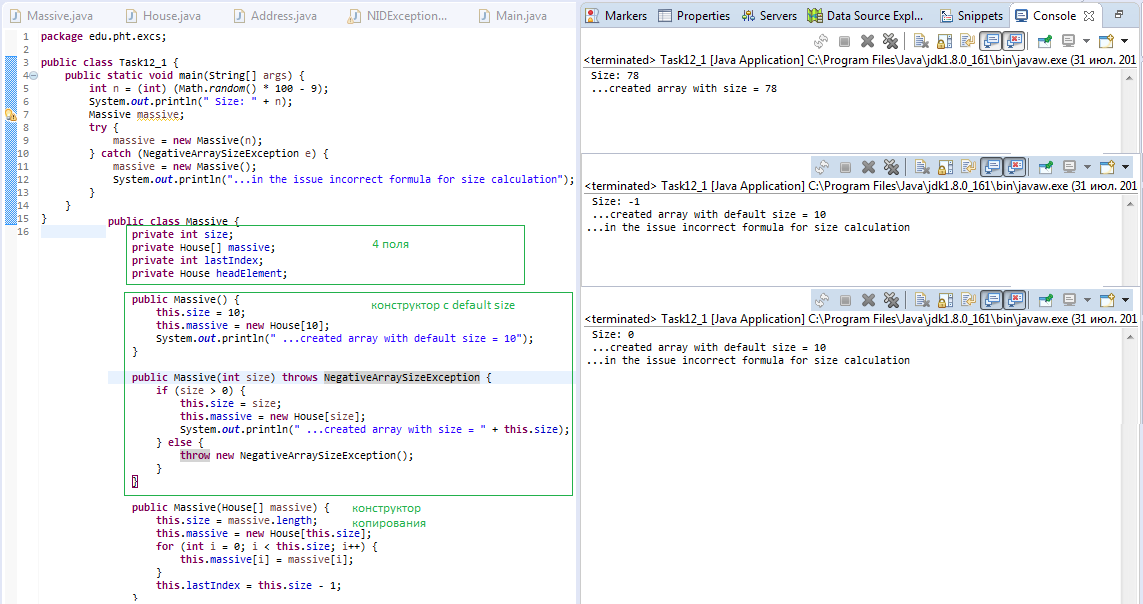 Massive.java House.java Address.java NIDException... Main.java
1 package edu.pht.excs;
2
3 public class Task12_1 {
4 public static void main(String[] args) {
5 int n = (int) (Math.random() * 100 - 9);
6 System.out.println(" Size: " + n);
7 Massive massive;
8 try {
9 massive = new Massive(n);
10 } catch (NegativeArraySizeException e) {
11 massive = new Massive();
12 System.out.println("...in the issue incorrect formula for size calculation");
13 }
14 }
15 }
16
public class Massive {
private int size;
private House[] massive;
private int lastIndex;
private House headElement;
4 поля
public Massive() {
this.size = 10;
this.massive = new House[10];
System.out.println(" ...created array with default size = 10");
}
конструктор с default size
public Massive(int size) throws NegativeArraySizeException {
if (size > 0) {
this.size = size;
this.massive = new House[size];
System.out.println(" ...created array with size = " + this.size);
} else {
throw new NegativeArraySizeException();
}
}
public Massive(House[] massive) {
this.size = massive.length;
this.massive = new House[this.size];
for (int i = 0; i < this.size; i++) {
this.massive[i] = massive[i];
}
this.lastIndex = this.size - 1;
}
конструктор
копирования
Markers Properties Servers Data Source Expl... Snippets Console
<terminated> Task12_1 [Java Application] C:\Program Files\Java\jdk1.8.0_161\bin\javaw.exe (31 июл. 201
Size: 78
...created array with size = 78
<terminated> Task12_1 [Java Application] C:\Program Files\Java\jdk1.8.0_161\bin\javaw.exe (31 июл. 201
Size: -1
...created array with default size = 10
...in the issue incorrect formula for size calculation
<terminated> Task12_1 [Java Application] C:\Program Files\Java\jdk1.8.0_161\bin\javaw.exe (31 июл. 201
Size: 0
...created array with default size = 10
...in the issue incorrect formula for size calculation